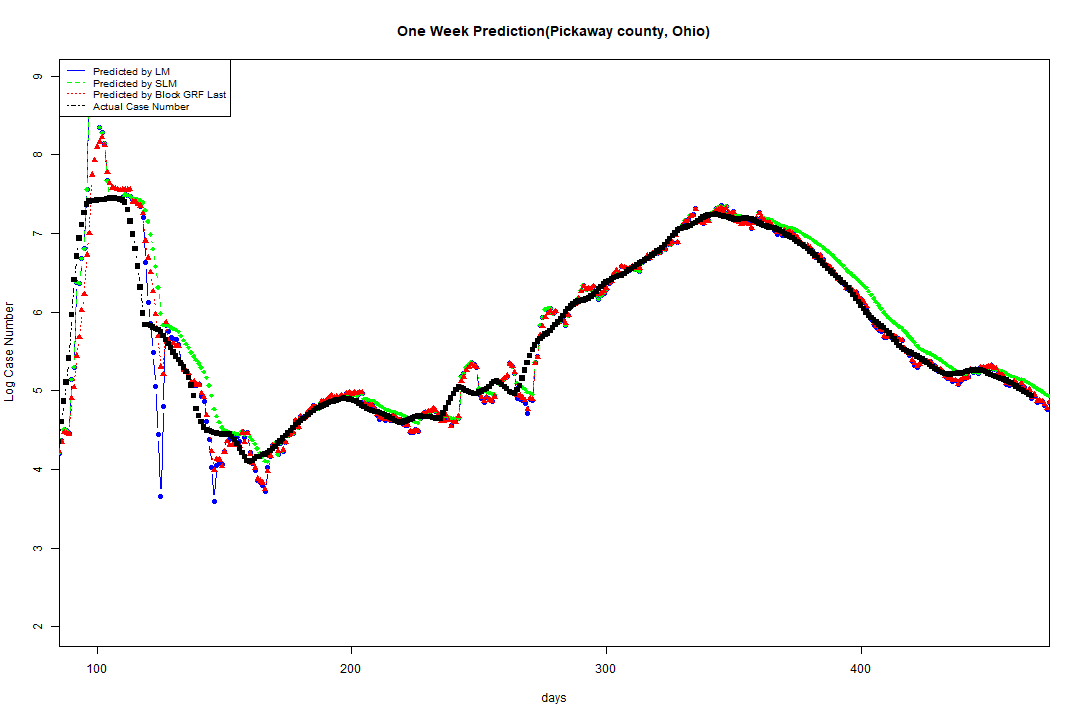 One Week Prediction(Pickaway county, Ohio)
Predicted by LM
Predicted by SLM
Predicted by Block GRF Last
Actual Case Number
9
8
7
6
5
4
3
2
Log Case Number
100 200 300 400
days